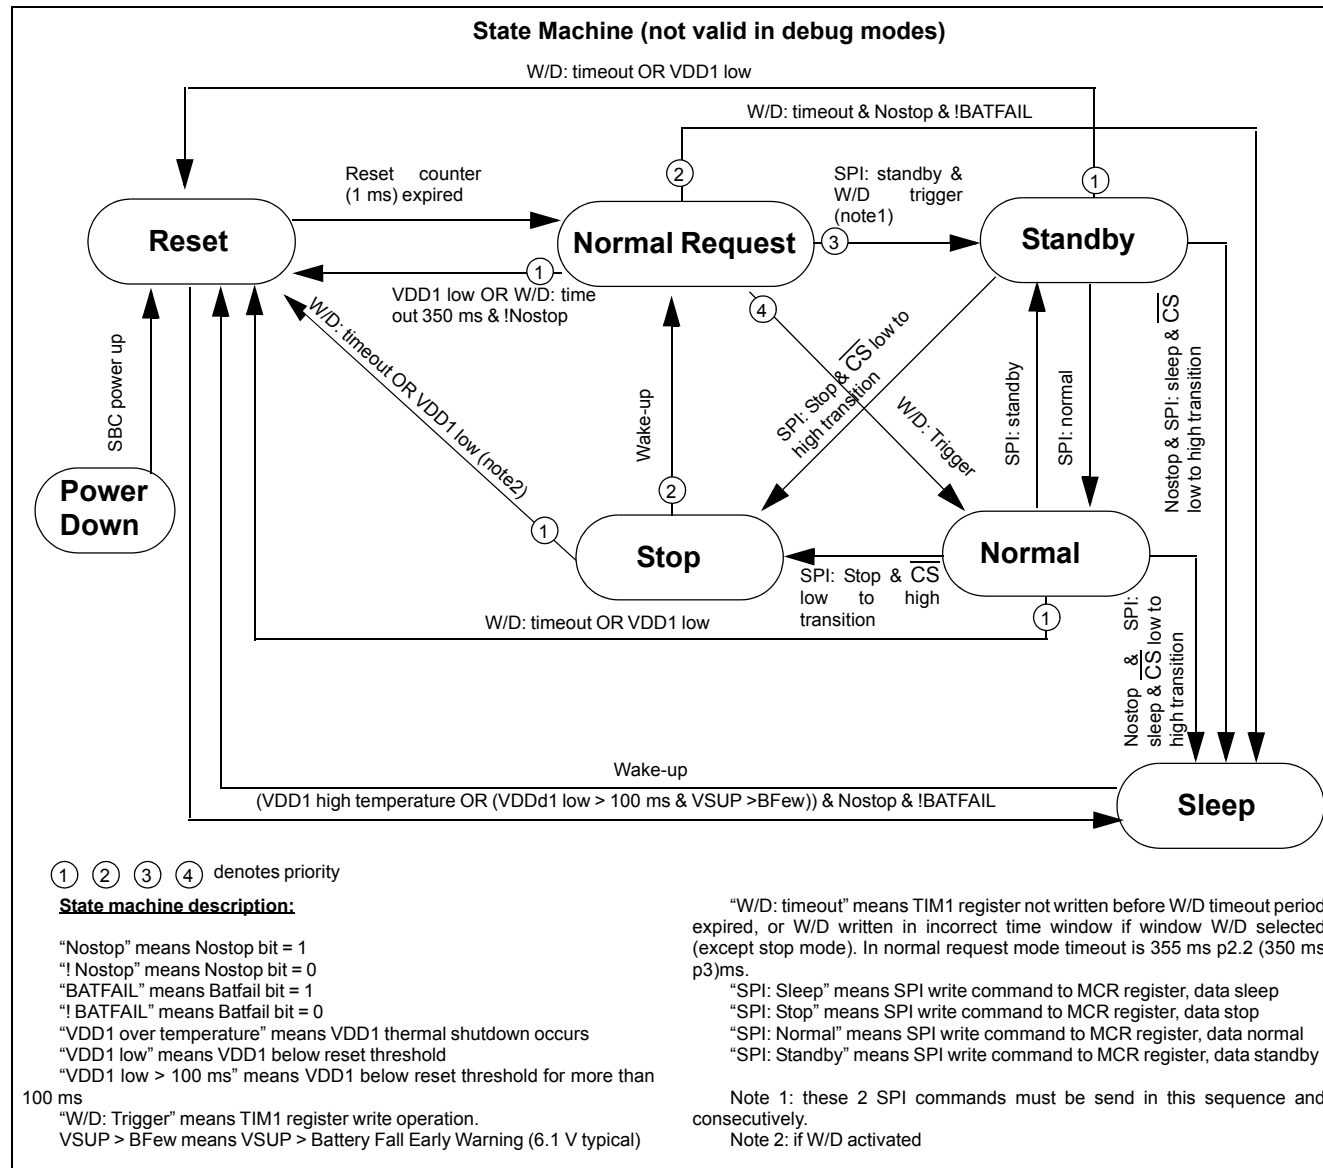 State Machine (not valid in debug modes)
W/D: timeout OR VDD1 low
W/D: timeout & Nostop & !BATFAIL
2
1
Reset counter
(1 ms) expired
SPI: standby &
W/D trigger
(note1)
Reset
Normal Request
3
Standby
1
VDD1 low OR W/D: time
out 350 ms & !Nostop
4
W/D: timeout OR VDD1 low (note2)
SPI: Stop & CS low to
high transition
W/D: Trigger
SBC power up
Wake-up
SPI: standby
SPI: normal
Nostop & SPI: sleep & CS
low to high transition
Power
Down
2
1
Stop
Normal
SPI: Stop & CS
low to high
transition
1
W/D: timeout OR VDD1 low
Nostop & SPI:
sleep & CS low to
high transition
Wake-up
(VDD1 high temperature OR (VDDd1 low > 100 ms & VSUP >BFew)) & Nostop & !BATFAIL
Sleep
1 2 3 4 denotes priority
State machine description:
“Nostop” means Nostop bit = 1
“! Nostop” means Nostop bit = 0
“BATFAIL” means Batfail bit = 1
“! BATFAIL” means Batfail bit = 0
“VDD1 over temperature” means VDD1 thermal shutdown occurs
“VDD1 low” means VDD1 below reset threshold
“VDD1 low > 100 ms” means VDD1 below reset threshold for more than
100 ms
“W/D: Trigger” means TIM1 register write operation.
VSUP > BFew means VSUP > Battery Fall Early Warning (6.1 V typical)
“W/D: timeout” means TIM1 register not written before W/D timeout period
expired, or W/D written in incorrect time window if window W/D selected
(except stop mode). In normal request mode timeout is 355 ms p2.2 (350 ms
p3)ms.
“SPI: Sleep” means SPI write command to MCR register, data sleep
“SPI: Stop” means SPI write command to MCR register, data stop
“SPI: Normal” means SPI write command to MCR register, data normal
“SPI: Standby” means SPI write command to MCR register, data standby
Note 1: these 2 SPI commands must be send in this sequence and
consecutively.
Note 2: if W/D activated